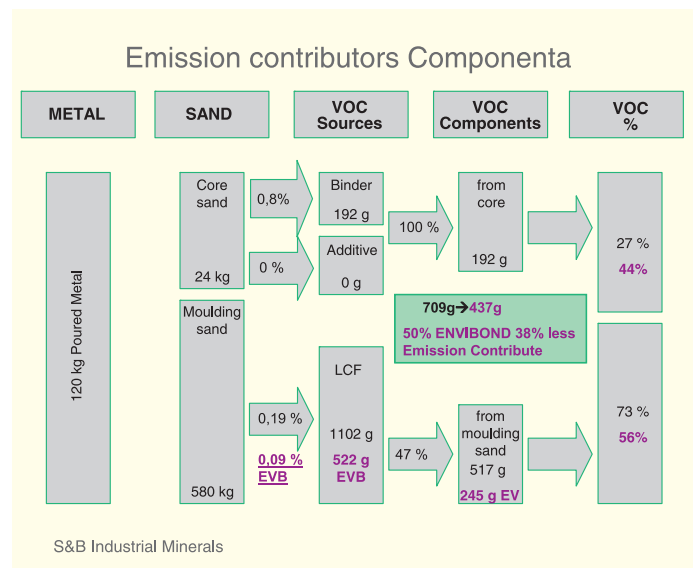 Emission contributors Componenta
METAL
SAND
VOC
Sources
VOC
Components
VOC
%
120 kg Poured Metal
Core
sand
24 kg
0,8%
0 %
Binder
192 g
Additive
0 g
100 %
from
core
192 g
27 %
44%
709g➔437g
50% ENVIBOND 38% less
Emission Contribute
Moulding
sand
580 kg
0,19 %
0,09 %
EVB
LCF
1102 g
522 g
EVB
47 %
from
moulding
sand
517 g
245 g EV
73 %
56%
S&B Industrial Minerals